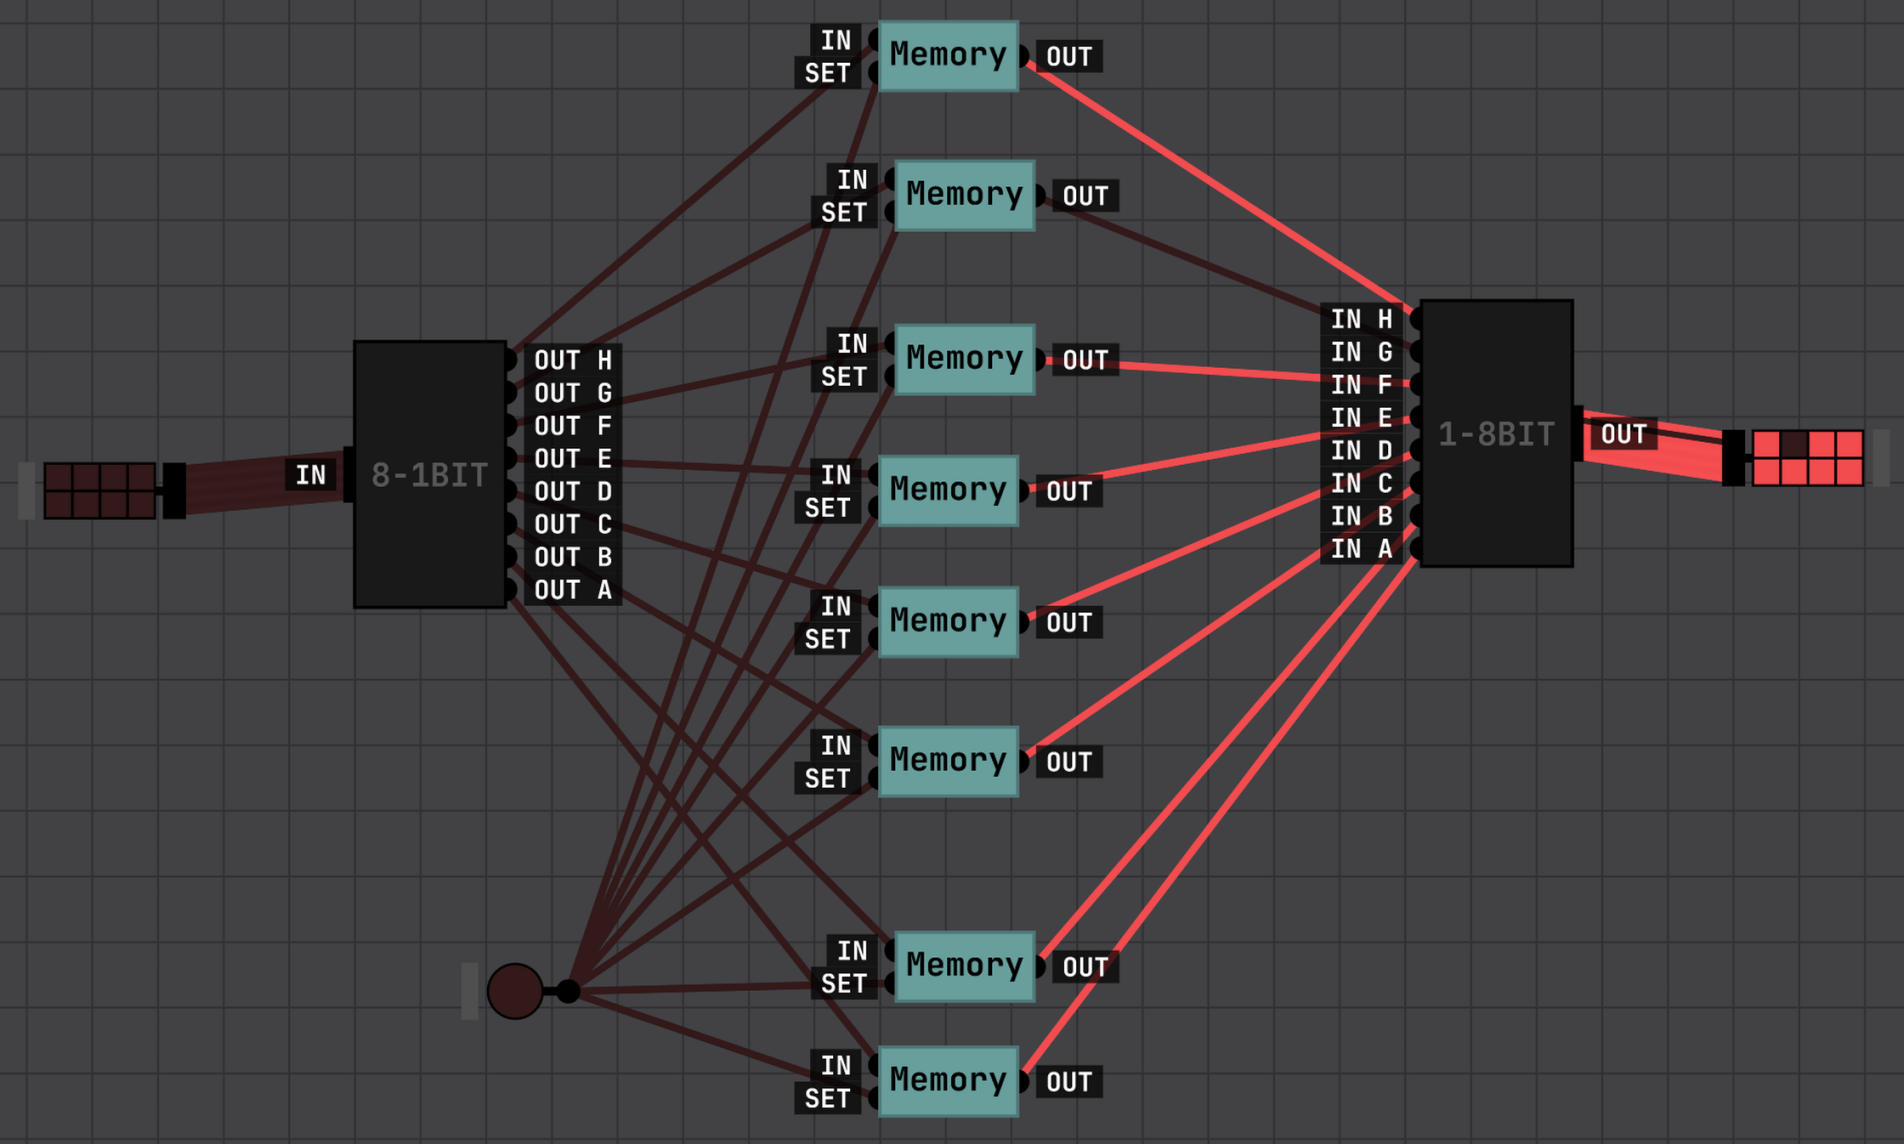 IN
SET
Memory
OUT
IN
SET
Memory
OUT
IN
SET
Memory
OUT
IN
SET
Memory
OUT
IN
SET
Memory
OUT
IN
SET
Memory
OUT
IN
SET
Memory
OUT
IN
SET
Memory
OUT
IN
8-1BIT
OUT H
OUT G
OUT F
OUT E
OUT D
OUT C
OUT B
OUT A
IN H
IN G
IN F
IN E
IN D
IN C
IN B
IN A
1-8BIT
OUT